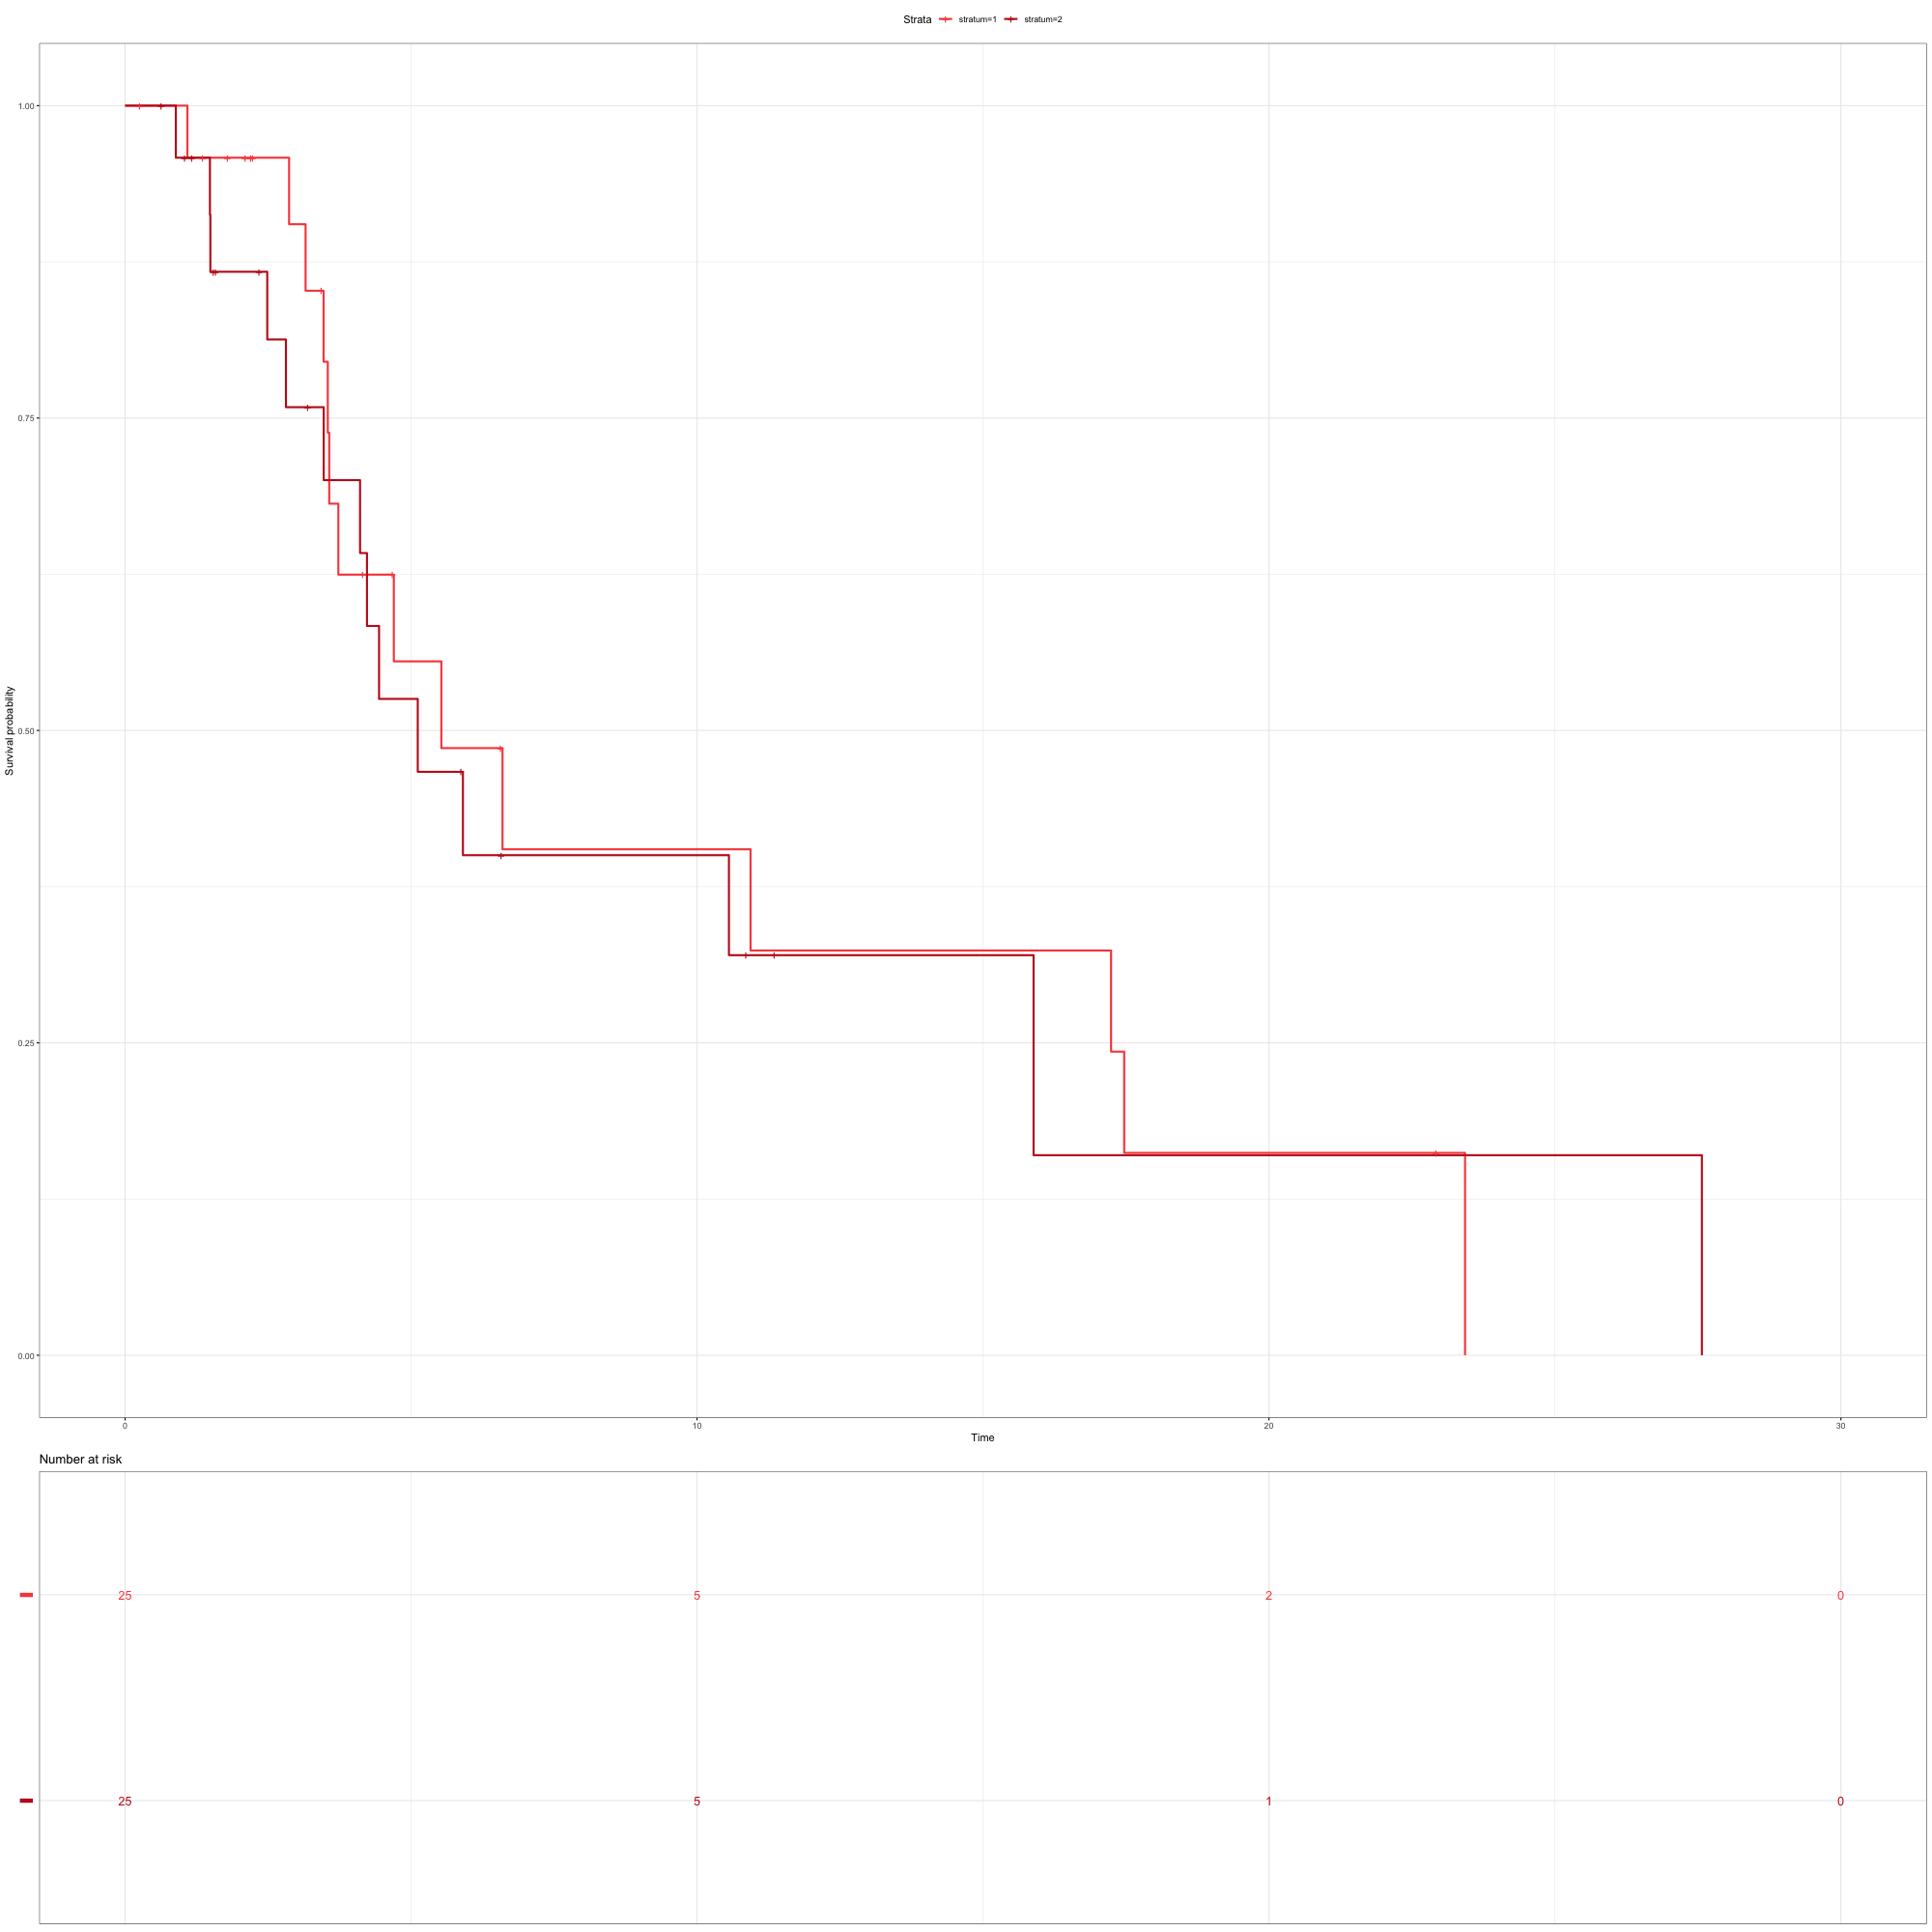 Strata stratum=1 stratum=2
1.00
0.75
0.50
0.25
0.00
Survival probability
0 10 20 30
Time
Number at risk
25 5 2 0
25 5 1 0